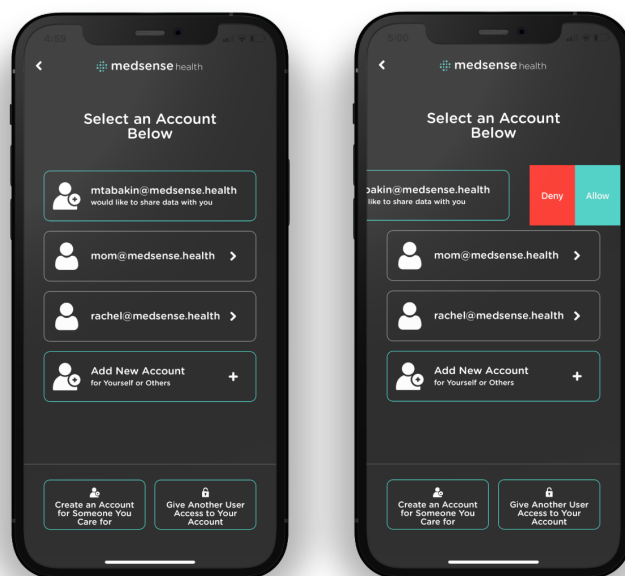 4:59
medsense health
Select an Account
Below
mtabakin@medsense.health
would like to share data with you
mom@medsense.health
rachel@medsense.health
Add New Account
for Yourself or Others
Create an Account
for Someone You
Care for
Give Another User
Access to Your
Account
5:00
medsense health
Select an Account
Below
bakin@medsense.health
like to share data with you
Deny
Allow
mom@medsense.health
rachel@medsense.health
Add New Account
for Yourself or Others
Create an Account
for Someone You
Care for
Give Another User
Access to Your
Account